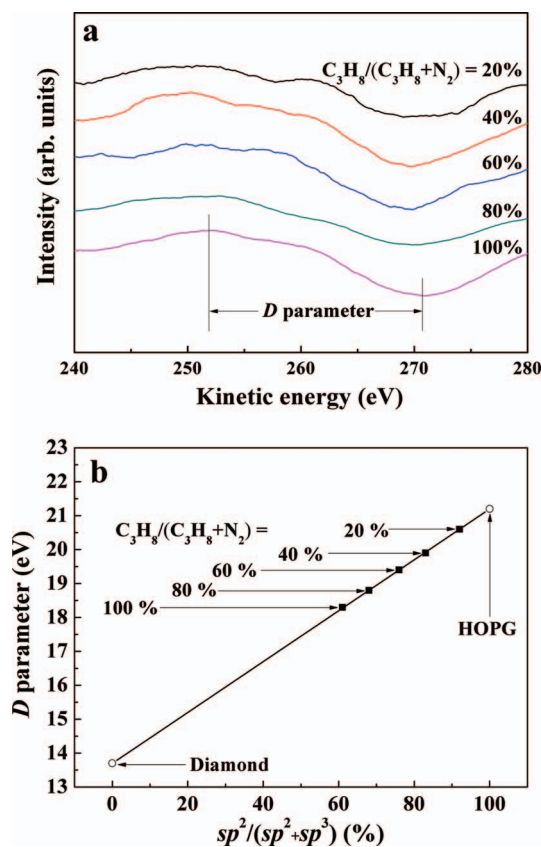 a
C₃H₈/(C₃H₈+N₂) = 20%
40%
60%
80%
100%
D parameter
Intensity (arb. units)
240 250 260 270 280
Kinetic energy (eV)
b
23
22
21
20
19
18
17
16
15
14
13
C₃H₈/(C₃H₈+N₂) =
20 %
40 %
60 %
80 %
100 %
HOPG
Diamond
D parameter (eV)
0 20 40 60 80 100
sp²/(sp²+sp³) (%)